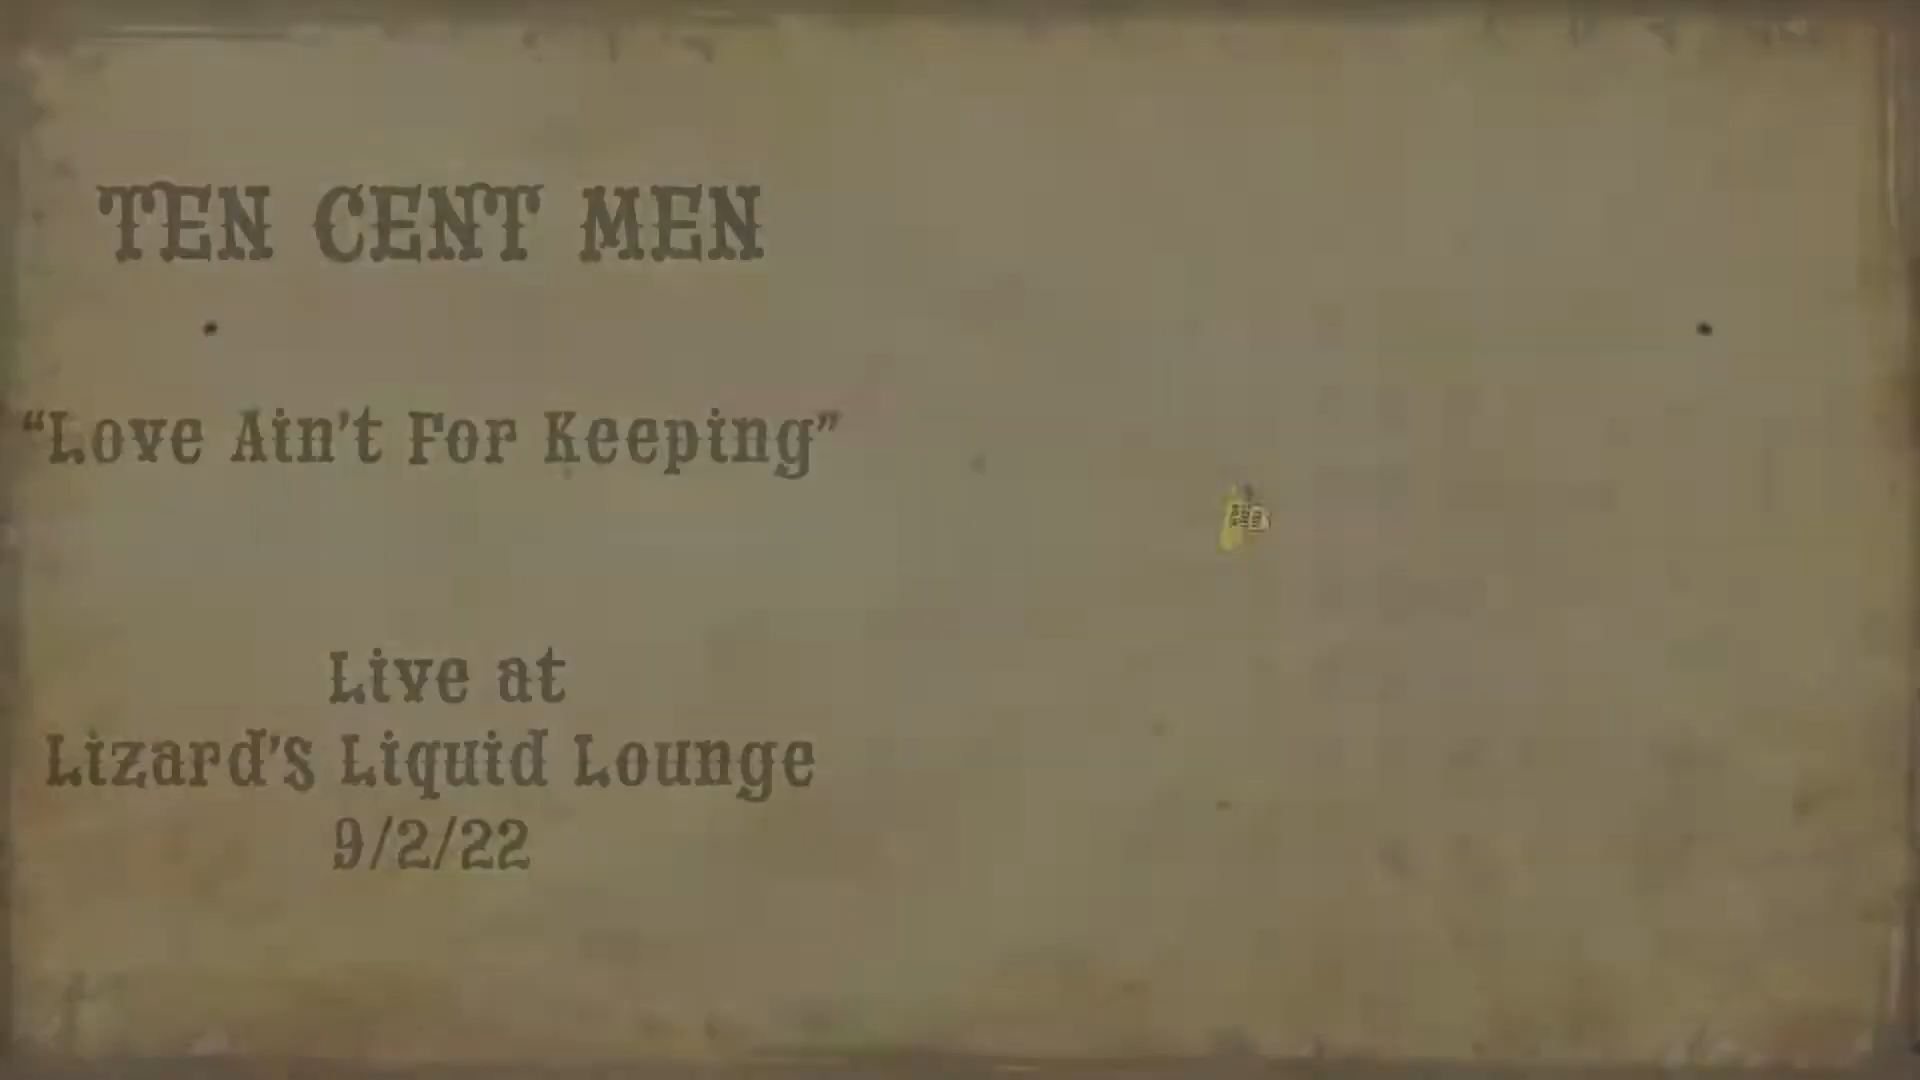 TEN CENT MEN
“Love Ain’t For Keeping”
Live at
Lizard’s Liquid Lounge
9/2/22